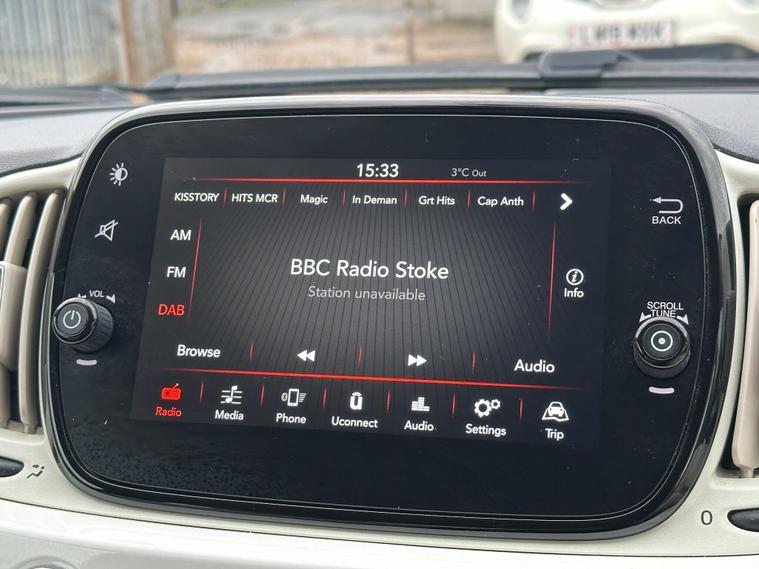 15:33 3°C Out
KISSTORY HITS MCR Magic In Deman Grt Hits Cap Anth
BACK
AM
BBC Radio Stoke
FM
Station unavailable
Info
VOL
DAB
SCROLL
TUNE
Browse
Audio
Radio Media Phone Uconnect Audio Settings Trip
0